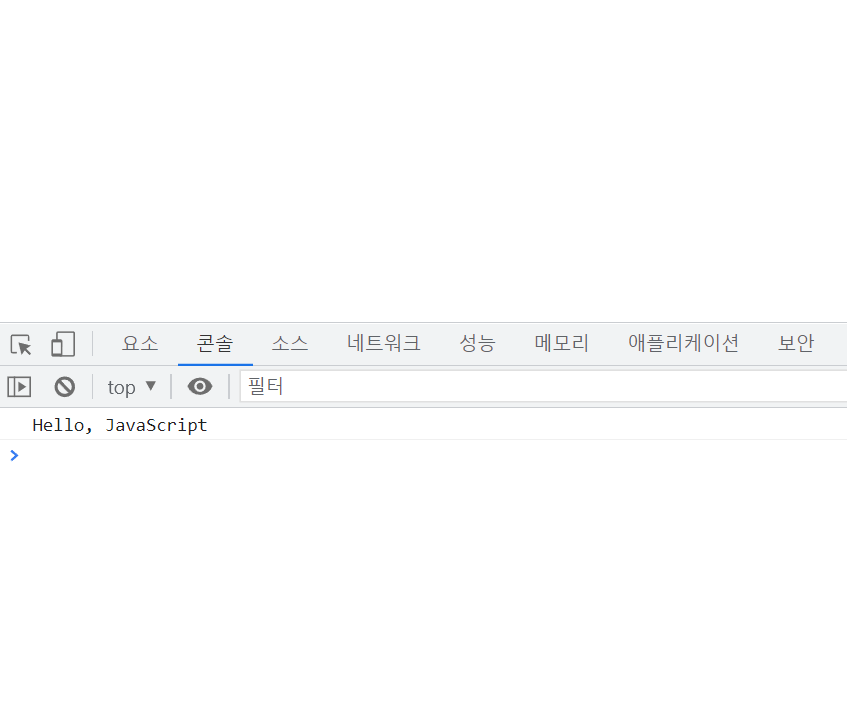 요소 콘솔 소스 네트워크 성능 메모리 애플리케이션 보안
top 필터
Hello, JavaScript